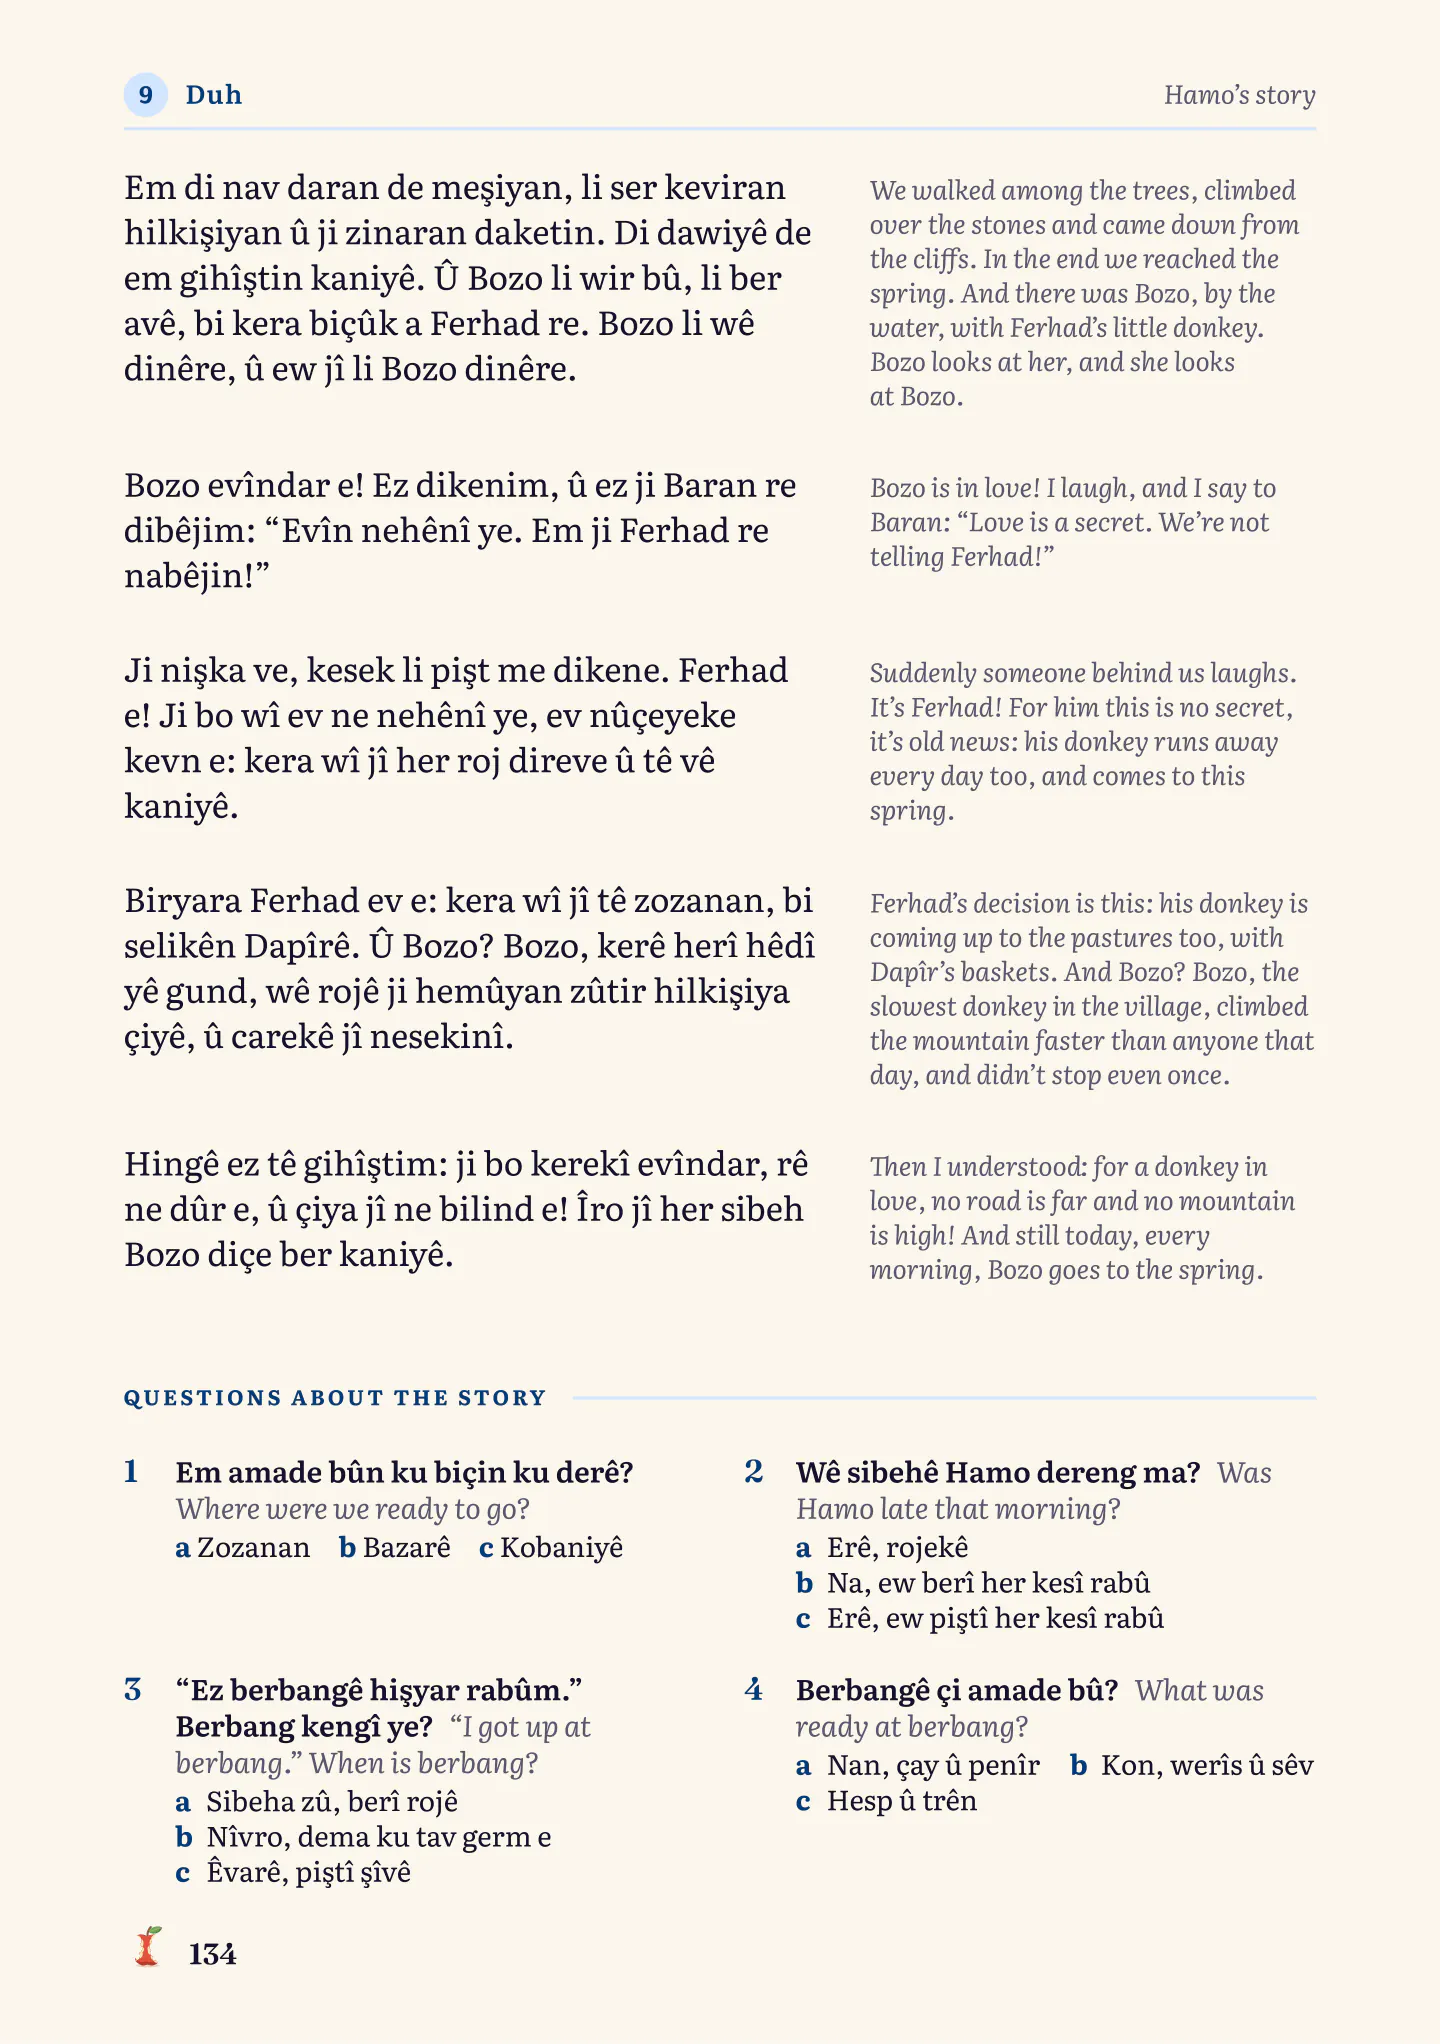 9 Duh
Hamo’s story
Em di nav daran de meşiyan, li ser keviran
hilkişiyan û ji zinaran daketin. Di dawiyê de
em gihîştin kaniyê. Û Bozo li wir bû, li ber
avê, bi kera biçûk a Ferhad re. Bozo li wê
dinêre, û ew jî li Bozo dinêre.
We walked among the trees, climbed
over the stones and came down from
the cliffs. In the end we reached the
spring. And there was Bozo, by the
water, with Ferhad’s little donkey.
Bozo looks at her, and she looks
at Bozo.
Bozo evîndar e! Ez dikenim, û ez ji Baran re
dibêjim: “Evîn nehênî ye. Em ji Ferhad re
nabêjin!”
Bozo is in love! I laugh, and I say to
Baran: “Love is a secret. We’re not
telling Ferhad!”
Ji nişka ve, kesek li pişt me dikene. Ferhad
e! Ji bo wî ev ne nehênî ye, ev nûçeyeke
kevn e: kera wî jî her roj direve û tê vê
kaniyê.
Suddenly someone behind us laughs.
It’s Ferhad! For him this is no secret,
it’s old news: his donkey runs away
every day too, and comes to this
spring.
Biryara Ferhad ev e: kera wî jî tê zozanan, bi
selikên Dapîrê. Û Bozo? Bozo, kerê herî hêdî
yê gund, wê rojê ji hemûyan zûtir hilkişiya
çiyê, û carekê jî nesekinî.
Ferhad’s decision is this: his donkey is
coming up to the pastures too, with
Dapîr’s baskets. And Bozo? Bozo, the
slowest donkey in the village, climbed
the mountain faster than anyone that
day, and didn’t stop even once.
Hingê ez tê gihîştim: ji bo kerekî evîndar, rê
ne dûr e, û çiya jî ne bilind e! Îro jî her sibeh
Bozo diçe ber kaniyê.
Then I understood: for a donkey in
love, no road is far and no mountain
is high! And still today, every
morning, Bozo goes to the spring.
QUESTIONS ABOUT THE STORY
1 Em amade bûn ku biçin ku derê?
Where were we ready to go?
a Zozanan b Bazarê c Kobaniyê
2 Wê sibehê Hamo dereng ma? Was
Hamo late that morning?
a Erê, rojekê
b Na, ew berî her kesî rabû
c Erê, ew piştî her kesî rabû
3 “Ez berbangê hişyar rabûm.”
Berbang kengî ye? “I got up at
berbang.” When is berbang?
a Sibeha zû, berî rojê
b Nîvro, dema ku tav germ e
c Êvarê, piştî şîvê
4 Berbangê çi amade bû? What was
ready at berbang?
a Nan, çay û penîr b Kon, werîs û sêv
c Hesp û trên
134